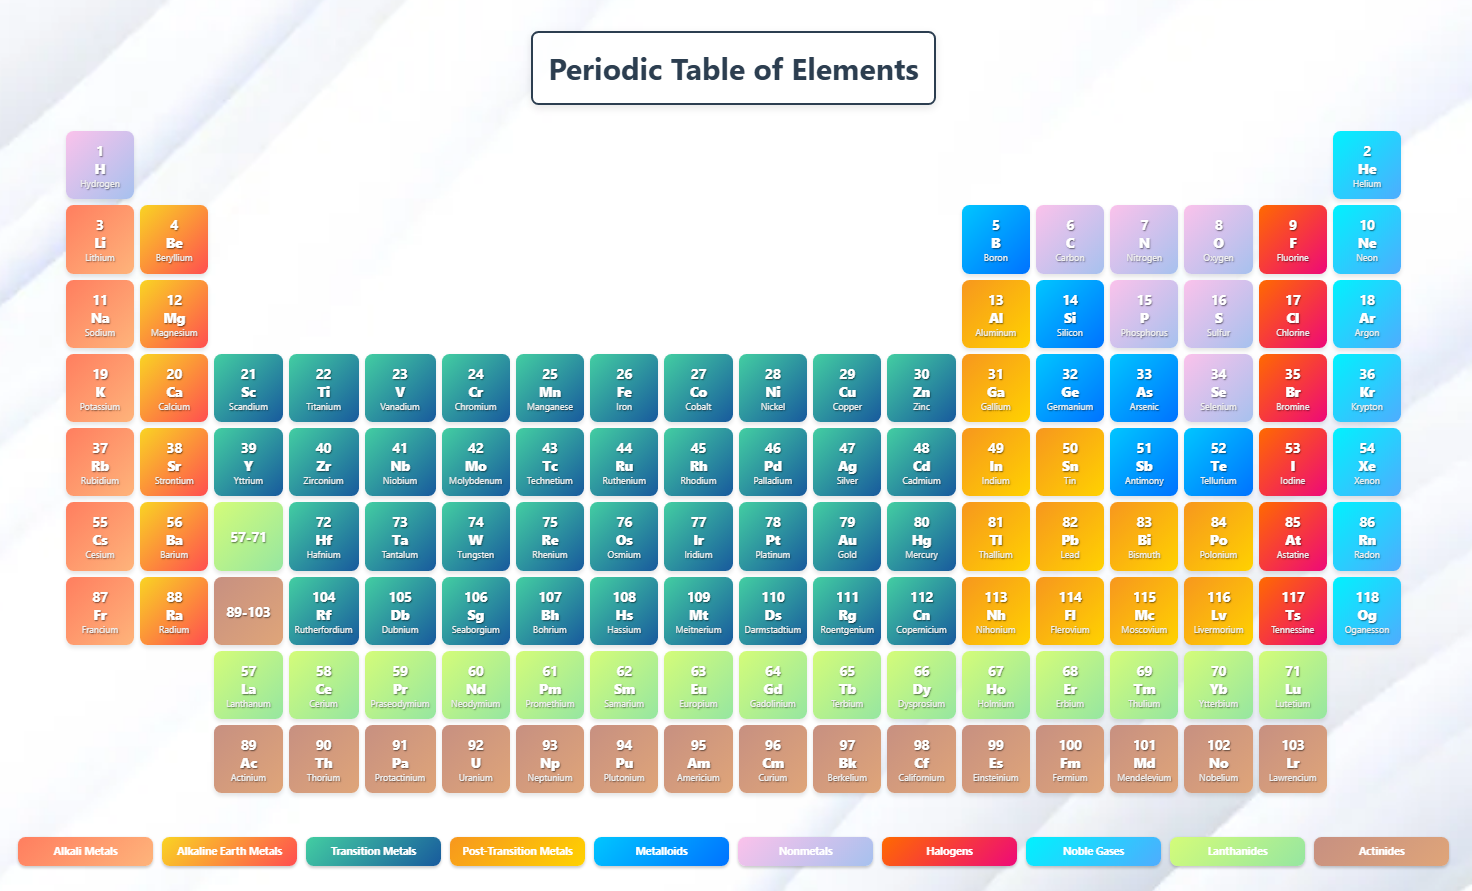 Periodic Table of Elements
1 2
H He
Hydrogen Helium
3 4 5 6 7 8 9 10
Li Be B C N O F Ne
Lithium Beryllium Boron Carbon Nitrogen Oxygen Fluorine Neon
11 12 13 14 15 16 17 18
Na Mg Al Si P S Cl Ar
Sodium Magnesium Aluminum Silicon Phosphorus Sulfur Chlorine Argon
19 20 21 22 23 24 25 26 27 28 29 30 31 32 33 34 35 36
K Ca Sc Ti V Cr Mn Fe Co Ni Cu Zn Ga Ge As Se Br Kr
Potassium Calcium Scandium Titanium Vanadium Chromium Manganese Iron Cobalt Nickel Copper Zinc Gallium Germanium Arsenic Selenium Bromine Krypton
37 38 39 40 41 42 43 44 45 46 47 48 49 50 51 52 53 54
Rb Sr Y Zr Nb Mo Tc Ru Rh Pd Ag Cd In Sn Sb Te I Xe
Rubidium Strontium Yttrium Zirconium Niobium Molybdenum Technetium Ruthenium Rhodium Palladium Silver Cadmium Indium Tin Antimony Tellurium Iodine Xenon
55 56 57-71 72 73 74 75 76 77 78 79 80 81 82 83 84 85 86
Cs Ba Hf Ta W Re Os Ir Pt Au Hg Tl Pb Bi Po At Rn
Cesium Barium Hafnium Tantalum Tungsten Rhenium Osmium Iridium Platinum Gold Mercury Thallium Lead Bismuth Polonium Astatine Radon
87 88 89-103 104 105 106 107 108 109 110 111 112 113 114 115 116 117 118
Fr Ra Rf Db Sg Bh Hs Mt Ds Rg Cn Nh Fl Mc Lv Ts Og
Francium Radium Rutherfordium Dubnium Seaborgium Bohrium Hassium Meitnerium Darmstadtium Roentgenium Copernicium Nihonium Flerovium Moscovium Livermorium Tennessine Oganesson
57 58 59 60 61 62 63 64 65 66 67 68 69 70 71
La Ce Pr Nd Pm Sm Eu Gd Tb Dy Ho Er Tm Yb Lu
Lanthanum Cerium Praseodymium Neodymium Promethium Samarium Europium Gadolinium Terbium Dysprosium Holmium Erbium Thulium Ytterbium Lutetium
89 90 91 92 93 94 95 96 97 98 99 100 101 102 103
Ac Th Pa U Np Pu Am Cm Bk Cf Es Fm Md No Lr
Actinium Thorium Protactinium Uranium Neptunium Plutonium Americium Curium Berkelium Californium Einsteinium Fermium Mendelevium Nobelium Lawrencium
Alkali Metals Alkaline Earth Metals Transition Metals Post-Transition Metals Metalloids Nonmetals Halogens Noble Gases Lanthanides Actinides